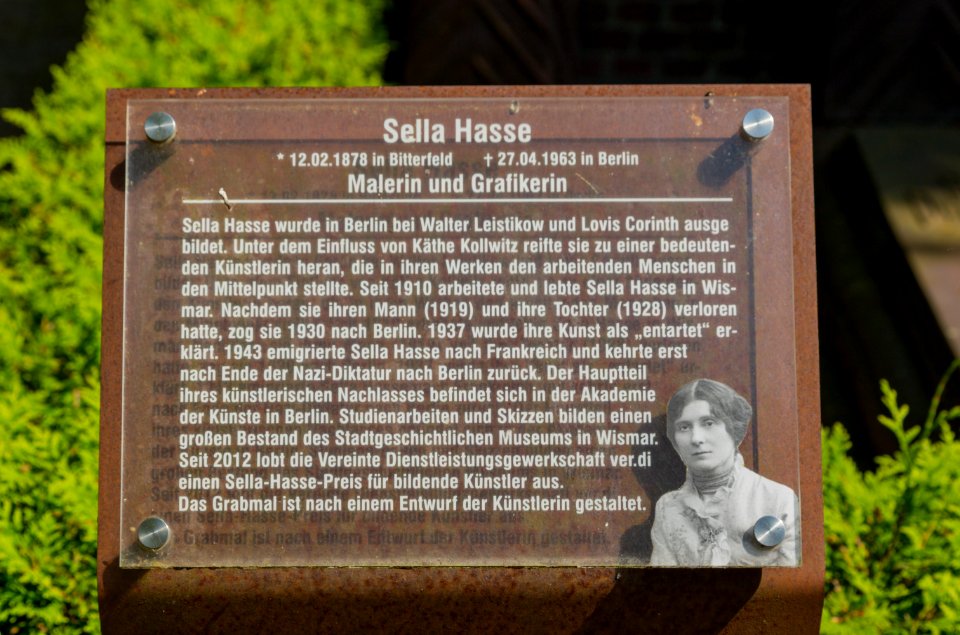 Sella Hasse
* 12.02.1878 in Bitterfeld † 27.04.1963 in Berlin
Malerin und Grafikerin
Sella Hasse wurde in Berlin bei Walter Leistikow und Lovis Corinth ausge
bildet. Unter dem Einfluss von Käthe Kollwitz reifte sie zu einer bedeuten-
den Künstlerin heran, die in ihren Werken den arbeitenden Menschen in
den Mittelpunkt stellte. Seit 1910 arbeitete und lebte Sella Hasse in Wis-
mar. Nachdem sie ihren Mann (1919) und ihre Tochter (1928) verloren
hatte, zog sie 1930 nach Berlin. 1937 wurde ihre Kunst als „entartet“ er-
klärt. 1943 emigrierte Sella Hasse nach Frankreich und kehrte erst
nach Ende der Nazi-Diktatur nach Berlin zurück. Der Hauptteil
ihres künstlerischen Nachlasses befindet sich in der Akademie
der Künste in Berlin. Studienarbeiten und Skizzen bilden einen
großen Bestand des Stadtgeschichtlichen Museums in Wismar.
Seit 2012 lobt die Vereinte Dienstleistungsgewerkschaft ver.di
einen Sella-Hasse-Preis für bildende Künstler aus.
Das Grabmal ist nach einem Entwurf der Künstlerin gestaltet.